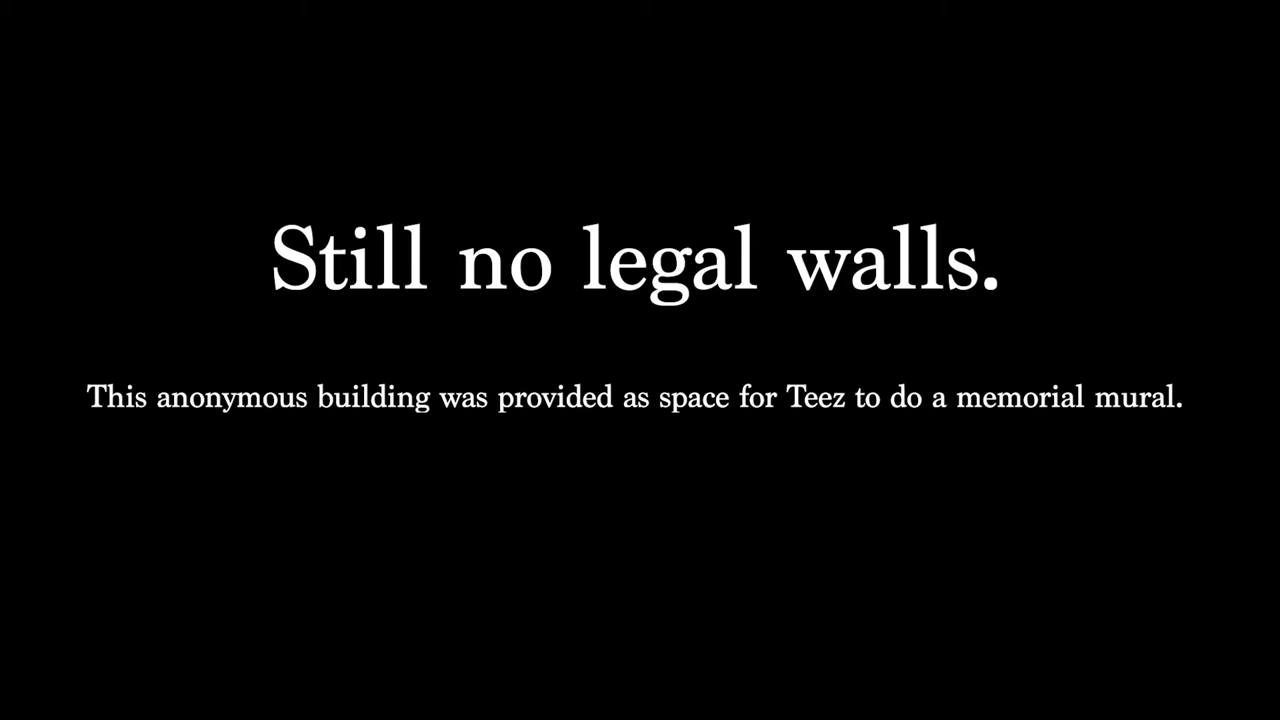 Still no legal walls.
This anonymous building was provided as space for Teez to do a memorial mural.